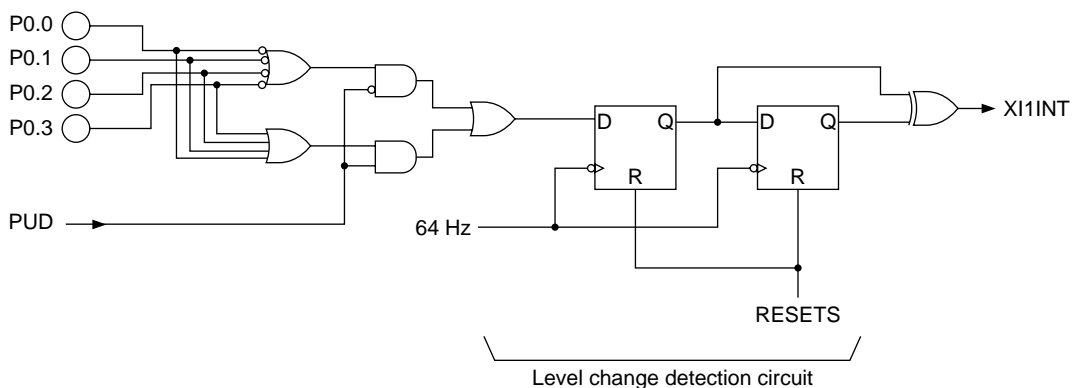 P0.0
P0.1
P0.2
P0.3
PUD
D
Q
R
D
Q
R
XI1INT
64 Hz
RESETS
Level change detection circuit